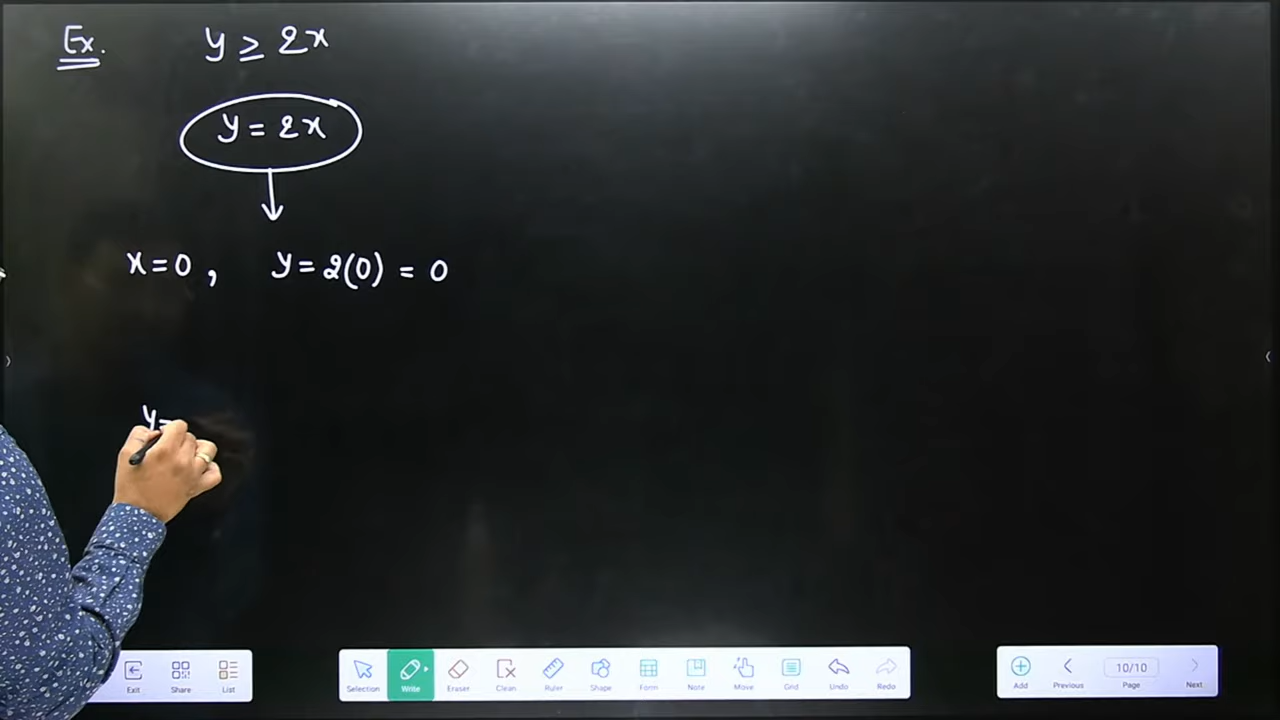 Ex. y ≥ 2x
y = 2x
x = 0 , y = 2(0) = 0
y =
Exit Share List Selection Write Eraser Clean Ruler Shape Form Note Move Grid Undo Redo Add Previous 10/10 Page Next